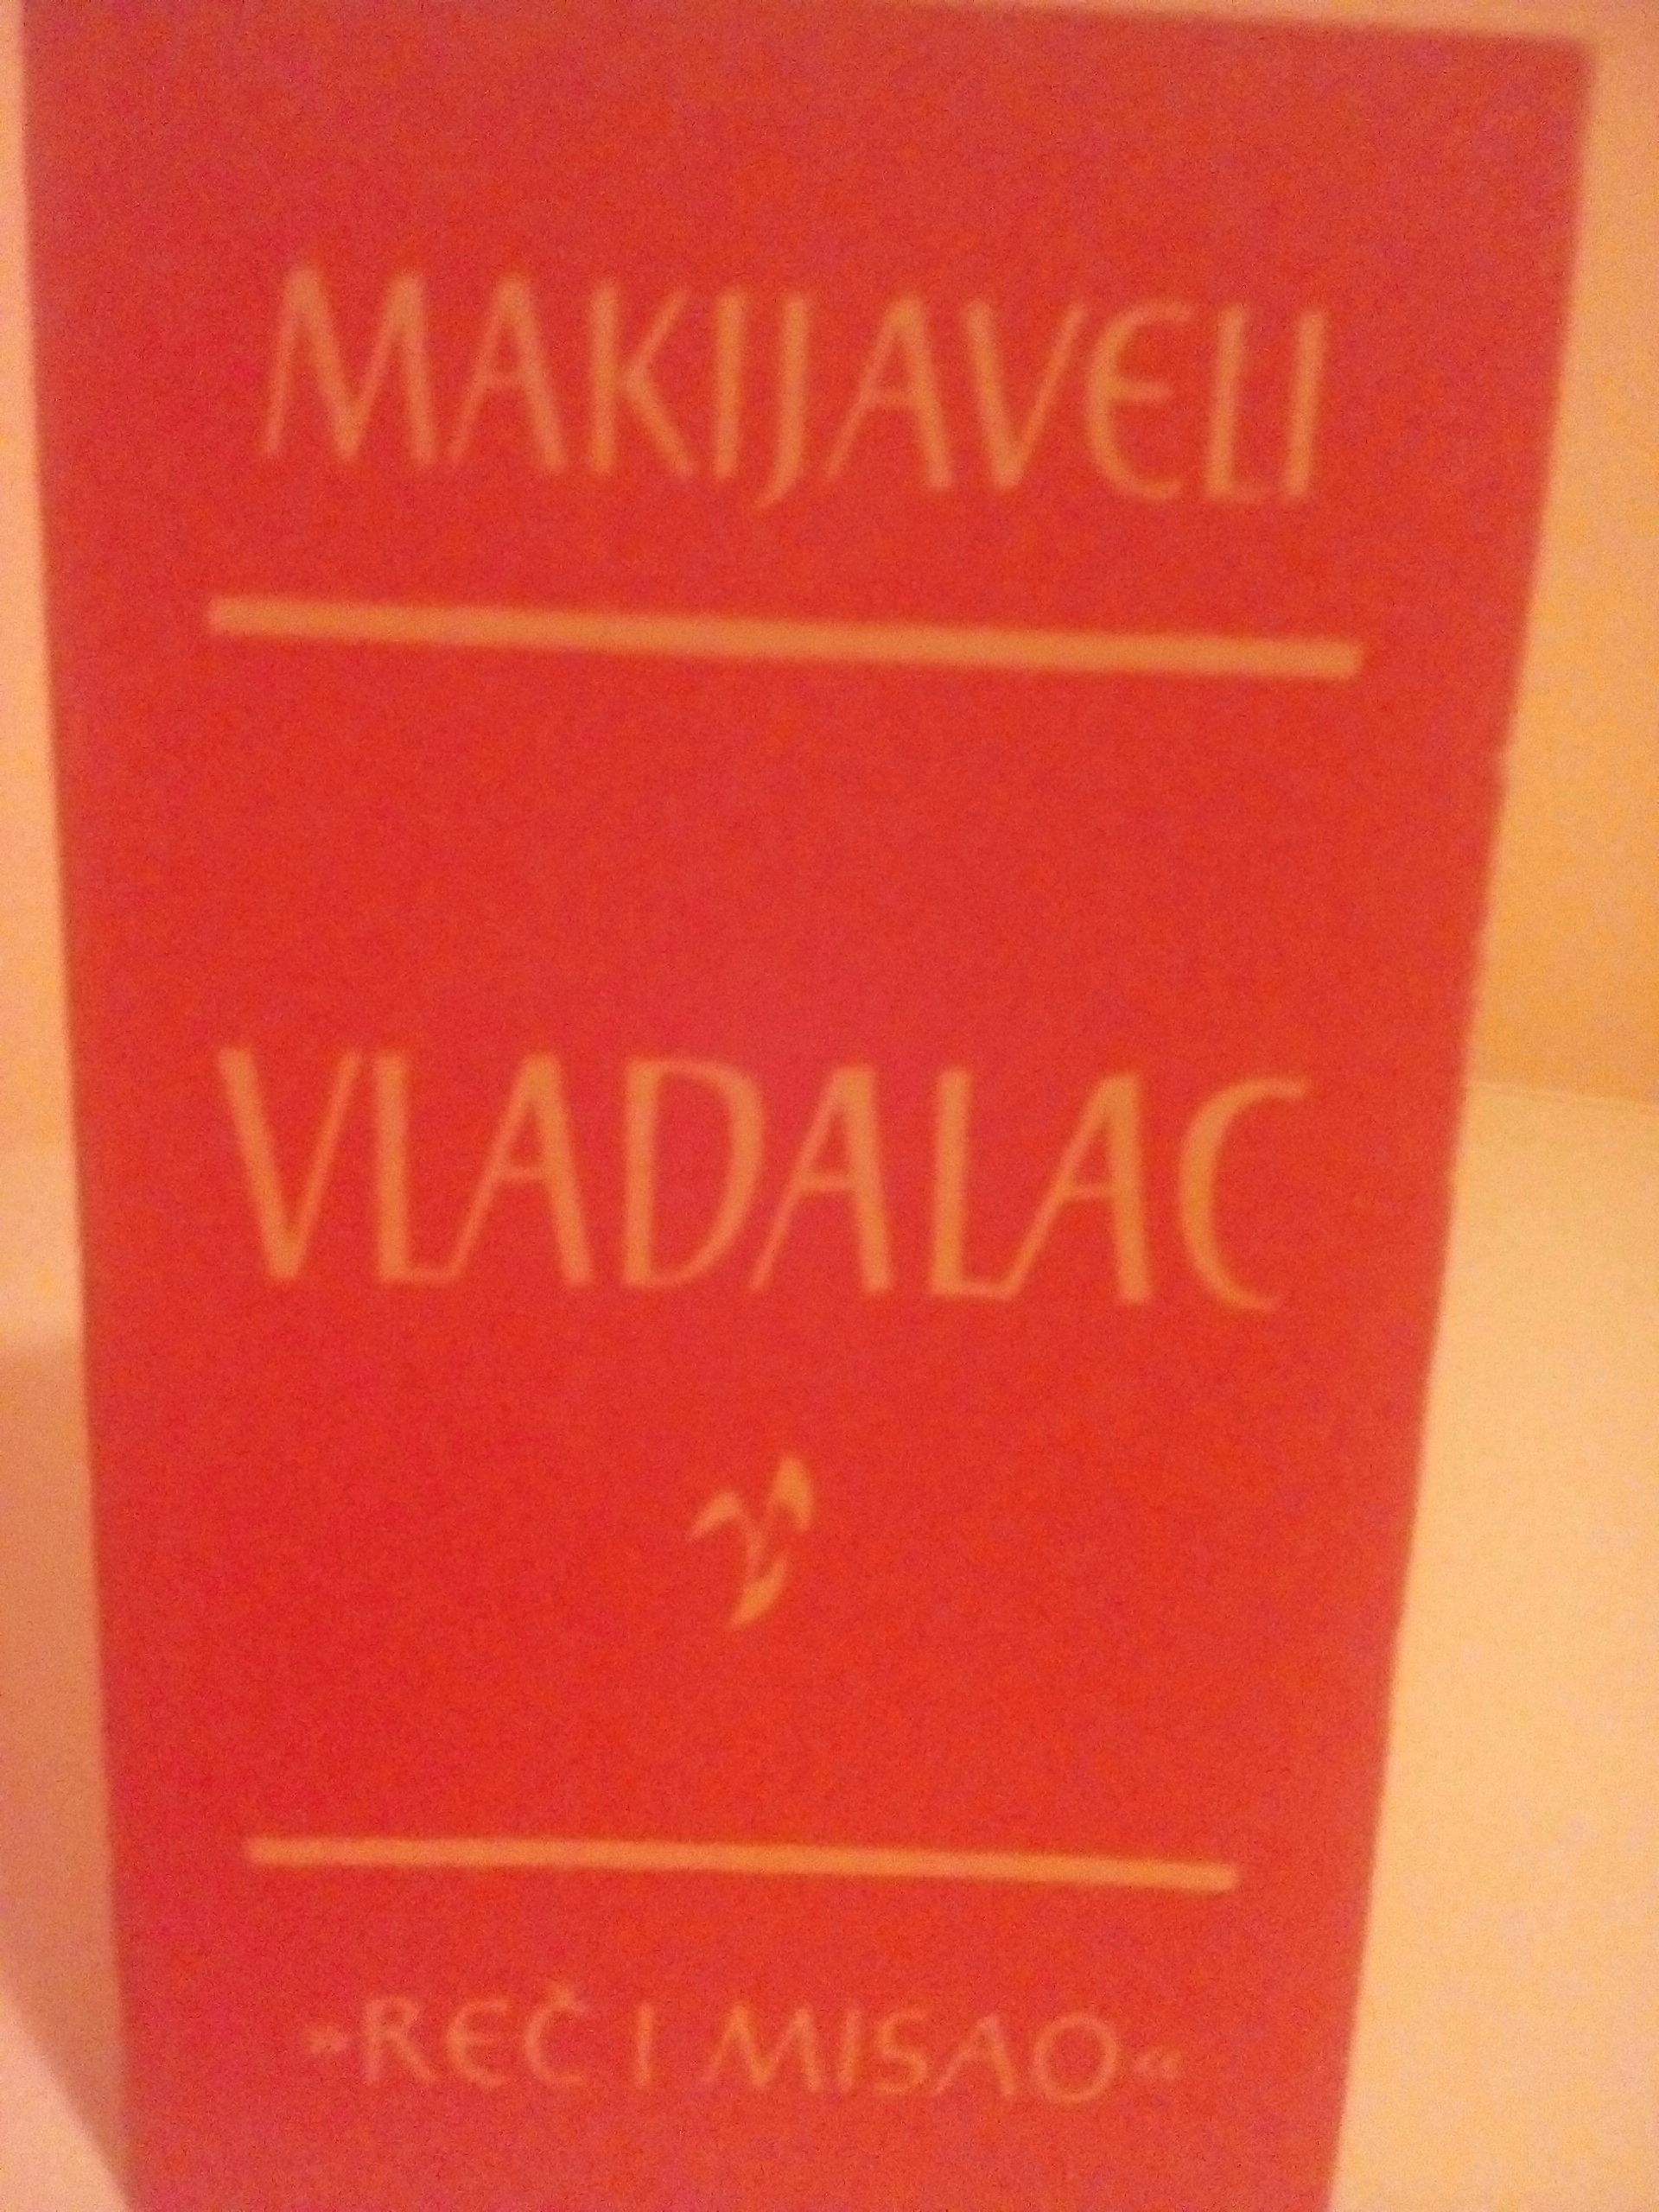 MAKIJAVELI
VLADALAC
»REČ I MISAO«